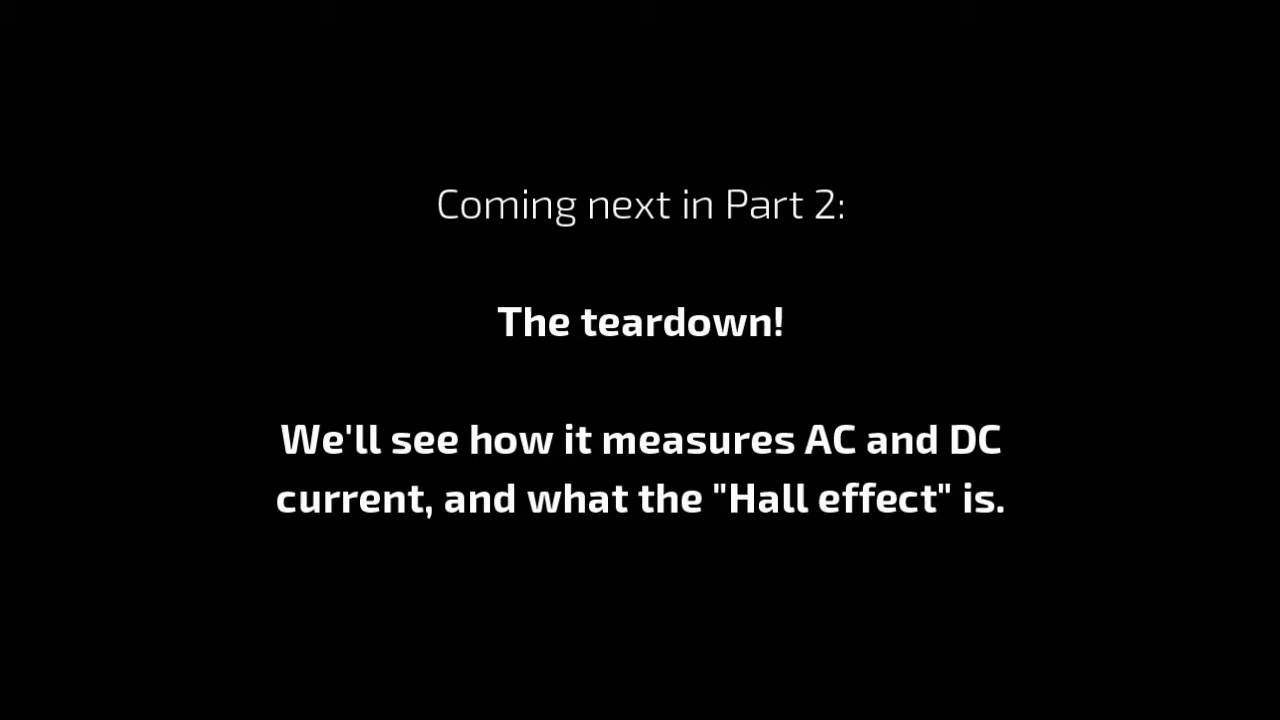 Coming next in Part 2:
The teardown!
We'll see how it measures AC and DC
current, and what the "Hall effect" is.